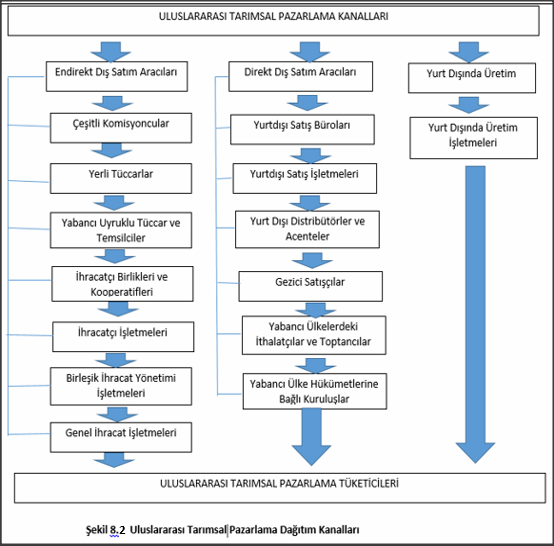 ULUSLARARASI TARIMSAL PAZARLAMA KANALLARI
Endirekt Dış Satım Aracıları
Çeşitli Komisyoncular
Yerli Tüccarlar
Yabancı Uyruklu Tüccar ve
Temsilciler
İhracatçı Birlikleri ve
Kooperatifleri
İhracatçı İşletmeleri
Birleşik İhracat Yönetimi
İşletmeleri
Genel İhracat İşletmeleri
Direkt Dış Satım Aracıları
Yurtdışı Satış Büroları
Yurtdışı Satış İşletmeleri
Yurt Dışı Distribütörler ve
Acenteler
Gezici Satışçılar
Yabancı Ülkelerdeki
İthalatçılar ve Toptancılar
Yabancı Ülke Hükümetlerine
Bağlı Kuruluşlar
Yurt Dışında Üretim
Yurt Dışında Üretim
İşletmeleri
ULUSLARARASI TARIMSAL PAZARLAMA TÜKETİCİLERİ
Şekil 8.2 Uluslararası Tarımsal Pazarlama Dağıtım Kanalları